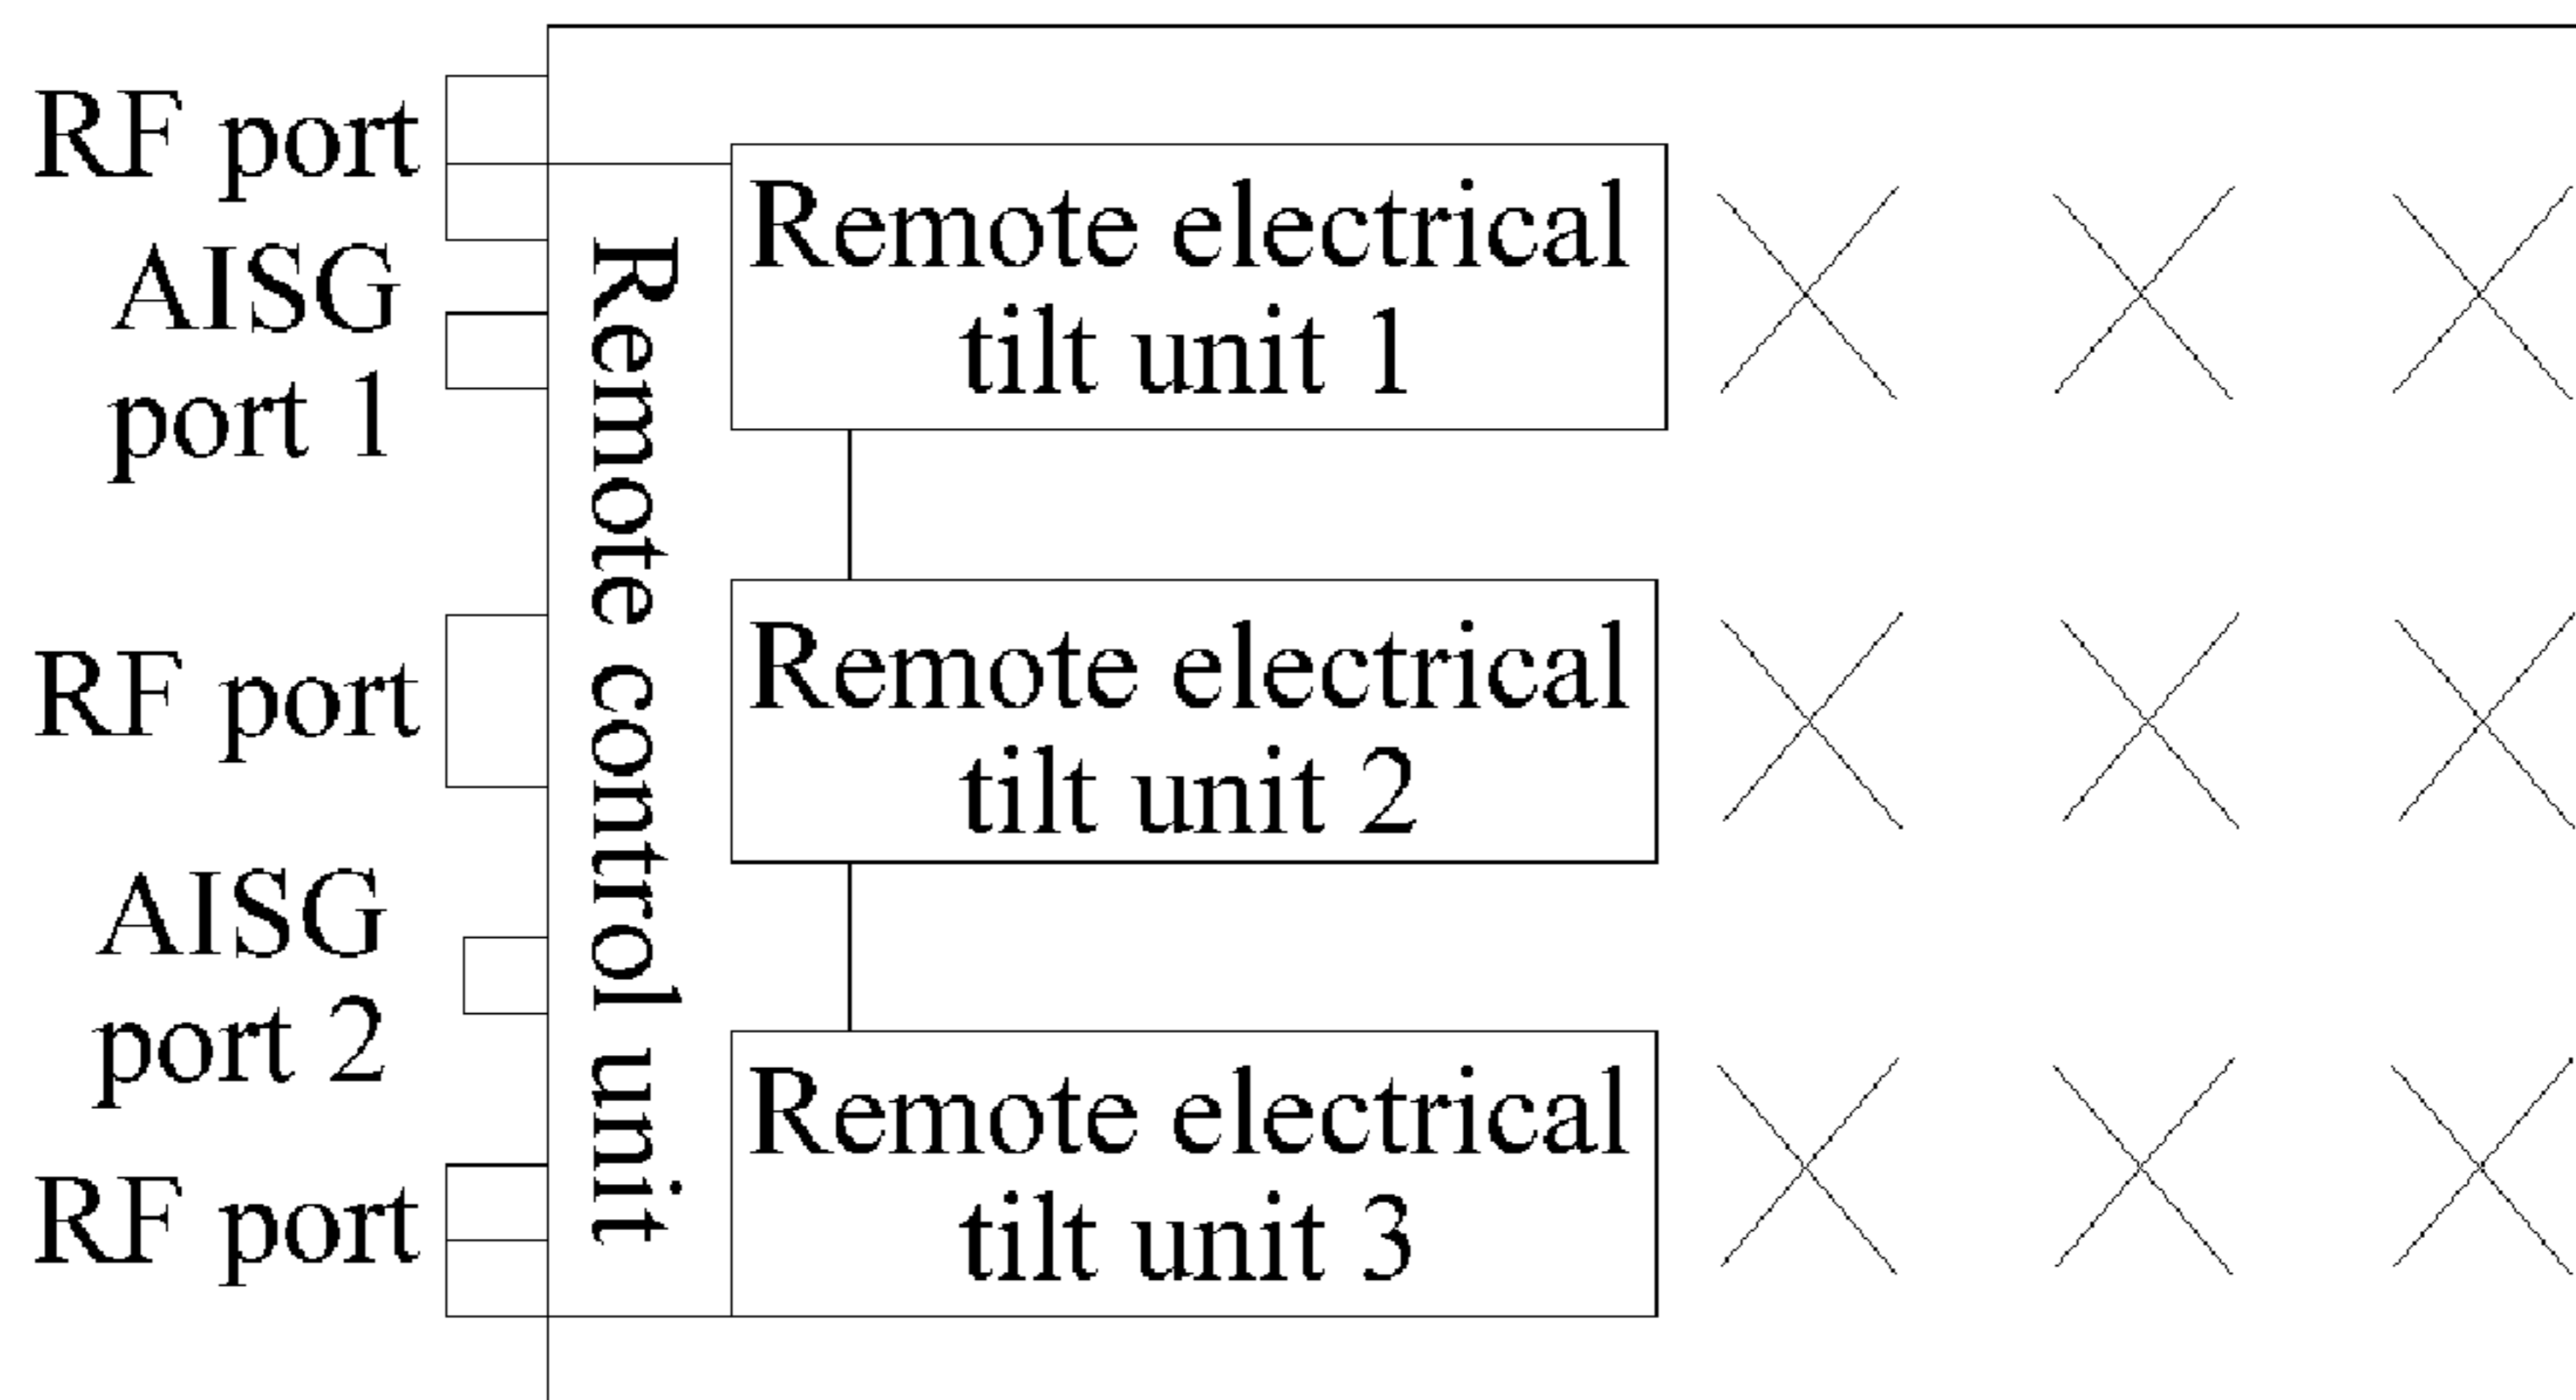 RF port
AISG
port 1
RF port
AISG
port 2
RF port
Remote control unit
Remote electrical
tilt unit 1
Remote electrical
tilt unit 2
Remote electrical
tilt unit 3